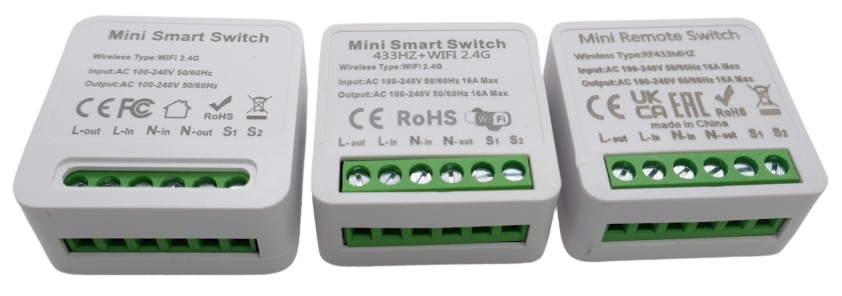 Mini Smart Switch
Wireless Type:WiFi 2.4G
Input:AC 100-240V 50/60Hz
Output:AC 100-240V 50/60Hz
CE FC RoHS
L-out L-in N-in N-out S1 S2
Mini Smart Switch
433HZ+WIFI 2.4G
Wireless Type:WiFi 2.4G
Input:AC 100-240V 50/60Hz 16A Max
Output:AC 100-240V 50/60Hz 16A Max
CE RoHS WiFi
L-out L-in N-in N-out S1 S2
Mini Remote Switch
Wireless Type:RF433MHZ
Input:AC 100-240V 50/60Hz 16A Max
Output:AC 100-240V 50/60Hz 16A Max
CE UK CA EAC RoHS
made in China
L-out L-in N-in N-out S1 S2